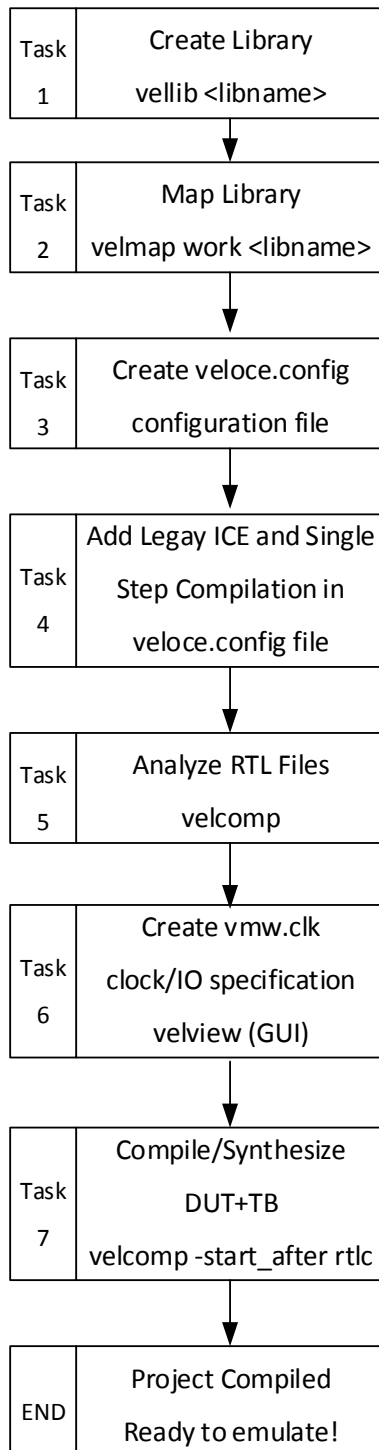 Task
1
Create Library
vellib <libname>
Task
2
Map Library
velmap work <libname>
Task
3
Create veloce.config
configuration file
Task
4
Add Legay ICE and Single
Step Compilation in
veloce.config file
Task
5
Analyze RTL Files
velcomp
Task
6
Create vmw.clk
clock/IO specification
velview (GUI)
Task
7
Compile/Synthesize
DUT+TB
velcomp -start_after rtlc
END
Project Compiled
Ready to emulate!